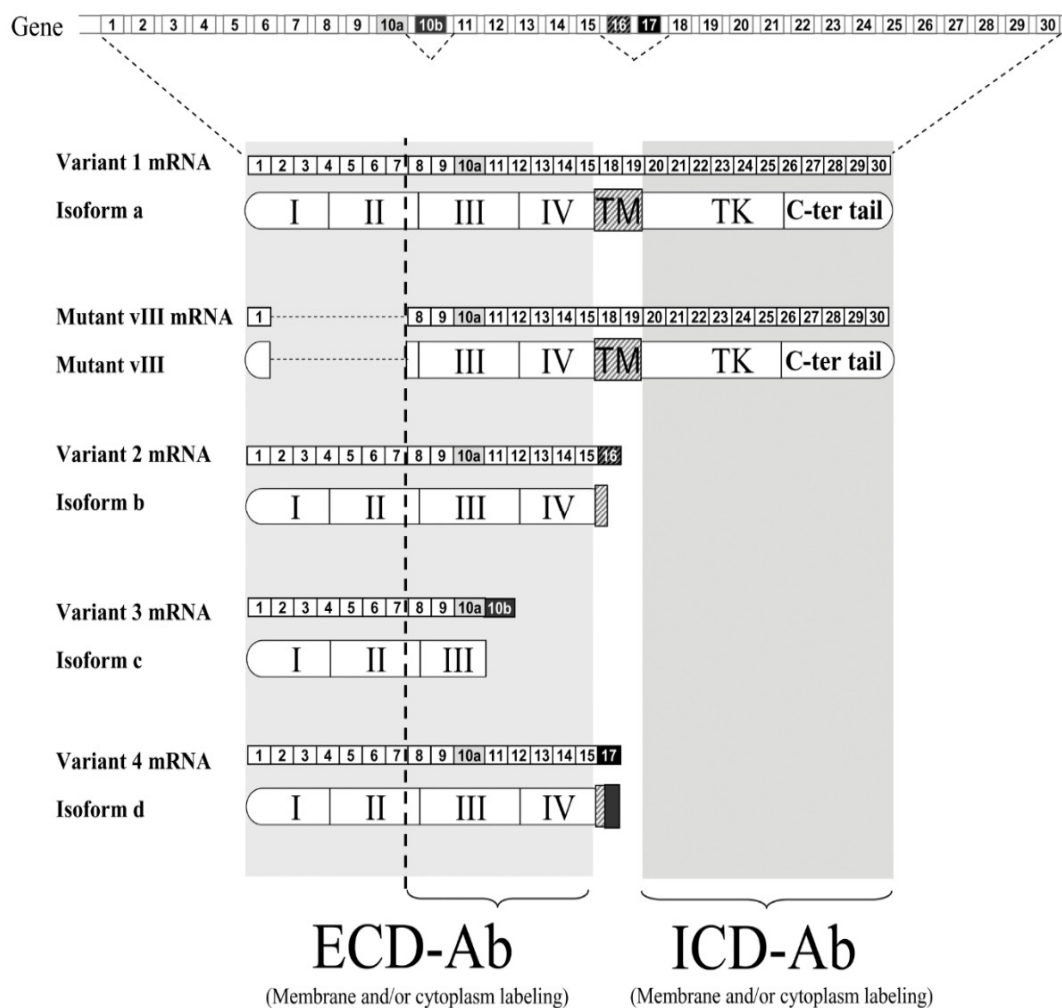 Gene 1 2 3 4 5 6 7 8 9 10a 10b 11 12 13 14 15 16 17 18 19 20 21 22 23 24 25 26 27 28 29 30
Variant 1 mRNA 1 2 3 4 5 6 7 8 9 10a 11 12 13 14 15 18 19 20 21 22 23 24 25 26 27 28 29 30
Isoform a I II III IV TM TK C-ter tail
Mutant vIII mRNA 1 8 9 10a 11 12 13 14 15 18 19 20 21 22 23 24 25 26 27 28 29 30
Mutant vIII III IV TM TK C-ter tail
Variant 2 mRNA 1 2 3 4 5 6 7 8 9 10a 11 12 13 14 15 16
Isoform b I II III IV
Variant 3 mRNA 1 2 3 4 5 6 7 8 9 10a 10b
Isoform c I II III
Variant 4 mRNA 1 2 3 4 5 6 7 8 9 10a 11 12 13 14 15 17
Isoform d I II III IV
ECD-Ab ICD-Ab
(Membrane and/or cytoplasm labeling) (Membrane and/or cytoplasm labeling)